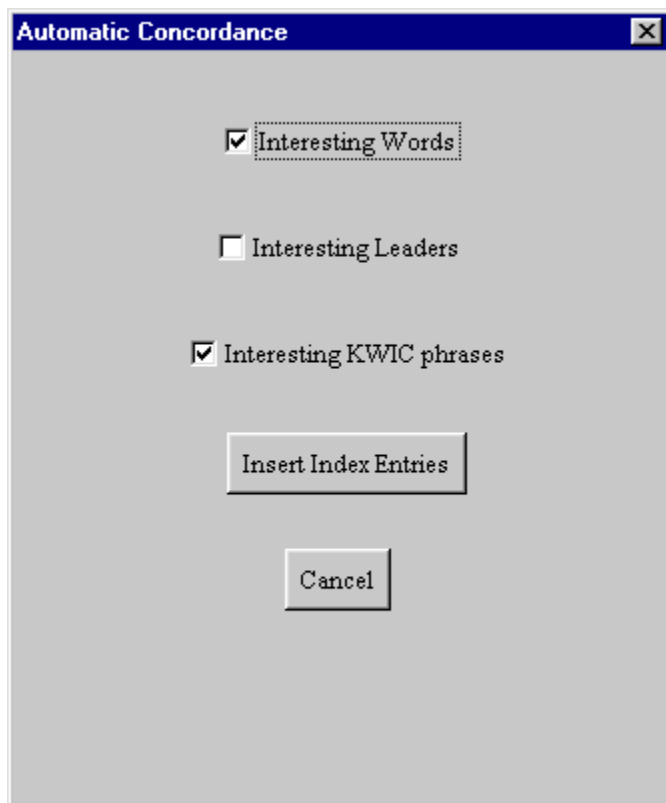 Automatic Concordance
Interesting Words
Interesting Leaders
Interesting KWIC phrases
Insert Index Entries
Cancel